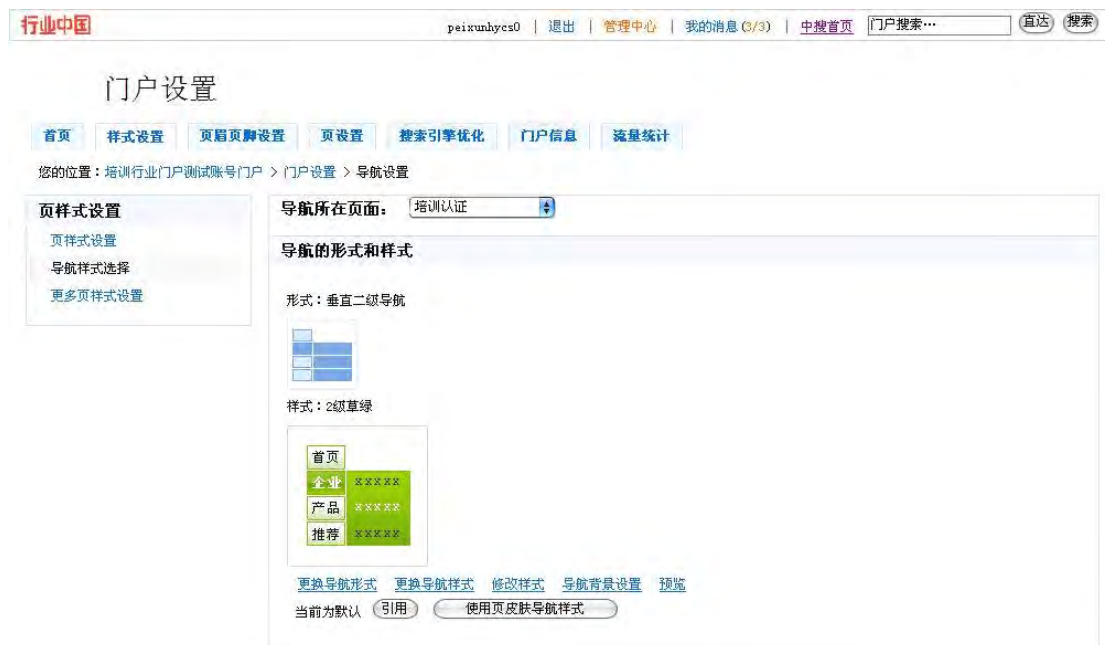 行业中国 peixunhycs0 | 退出 | 管理中心 | 我的消息(3/3) | 中搜首页 门户搜索… 直达 搜索
门户设置
首页 样式设置 页眉页脚设置 页设置 搜索引擎优化 门户信息 流量统计
您的位置：培训行业门户测试账号门户 > 门户设置 > 导航设置
页样式设置
页样式设置
导航样式选择
更多页样式设置
导航所在页面： 培训认证
导航的形式和样式
形式：垂直二级导航
样式：2级草绿
首页
企业 xxxxx
产品 xxxxx
推荐 xxxxx
更换导航形式 更换导航样式 修改样式 导航背景设置 预览
当前为默认 引用 使用页皮肤导航样式